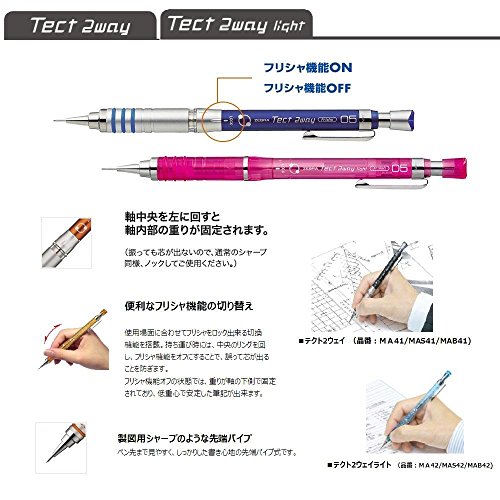 Tect 2way
Tect 2way light
フリシャ機能ON
フリシャ機能OFF
ZEBRA Tect 2way 0.5
ZEBRA Tect 2way light 0.5
軸中央を左に回すと
軸内部の重りが固定されます。
(振っても芯が出ないので、通常のシャープ
同様、ノックしてご使用ください。)
便利なフリシャ機能の切り替え
使用場面に合わせてフリシャをロック出来る切換
機能を搭載。持ち運び時には、中央のリングを回
し、フリシャ機能をオフにすることで、誤って芯が出る
ことを防ぎます。
フリシャ機能オフの状態では、重りが軸の下側で固定
されており、低重心で安定した筆記が出来ます。
■テクト2ウェイ (品番：MA41/MAS41/MAB41)
製図用シャープのような先端パイプ
ペン先まで見やすく、しっかりした書き心地の先端パイプ式です。
■テクト2ウェイライト (品番：MA42/MAS42/MAB42)